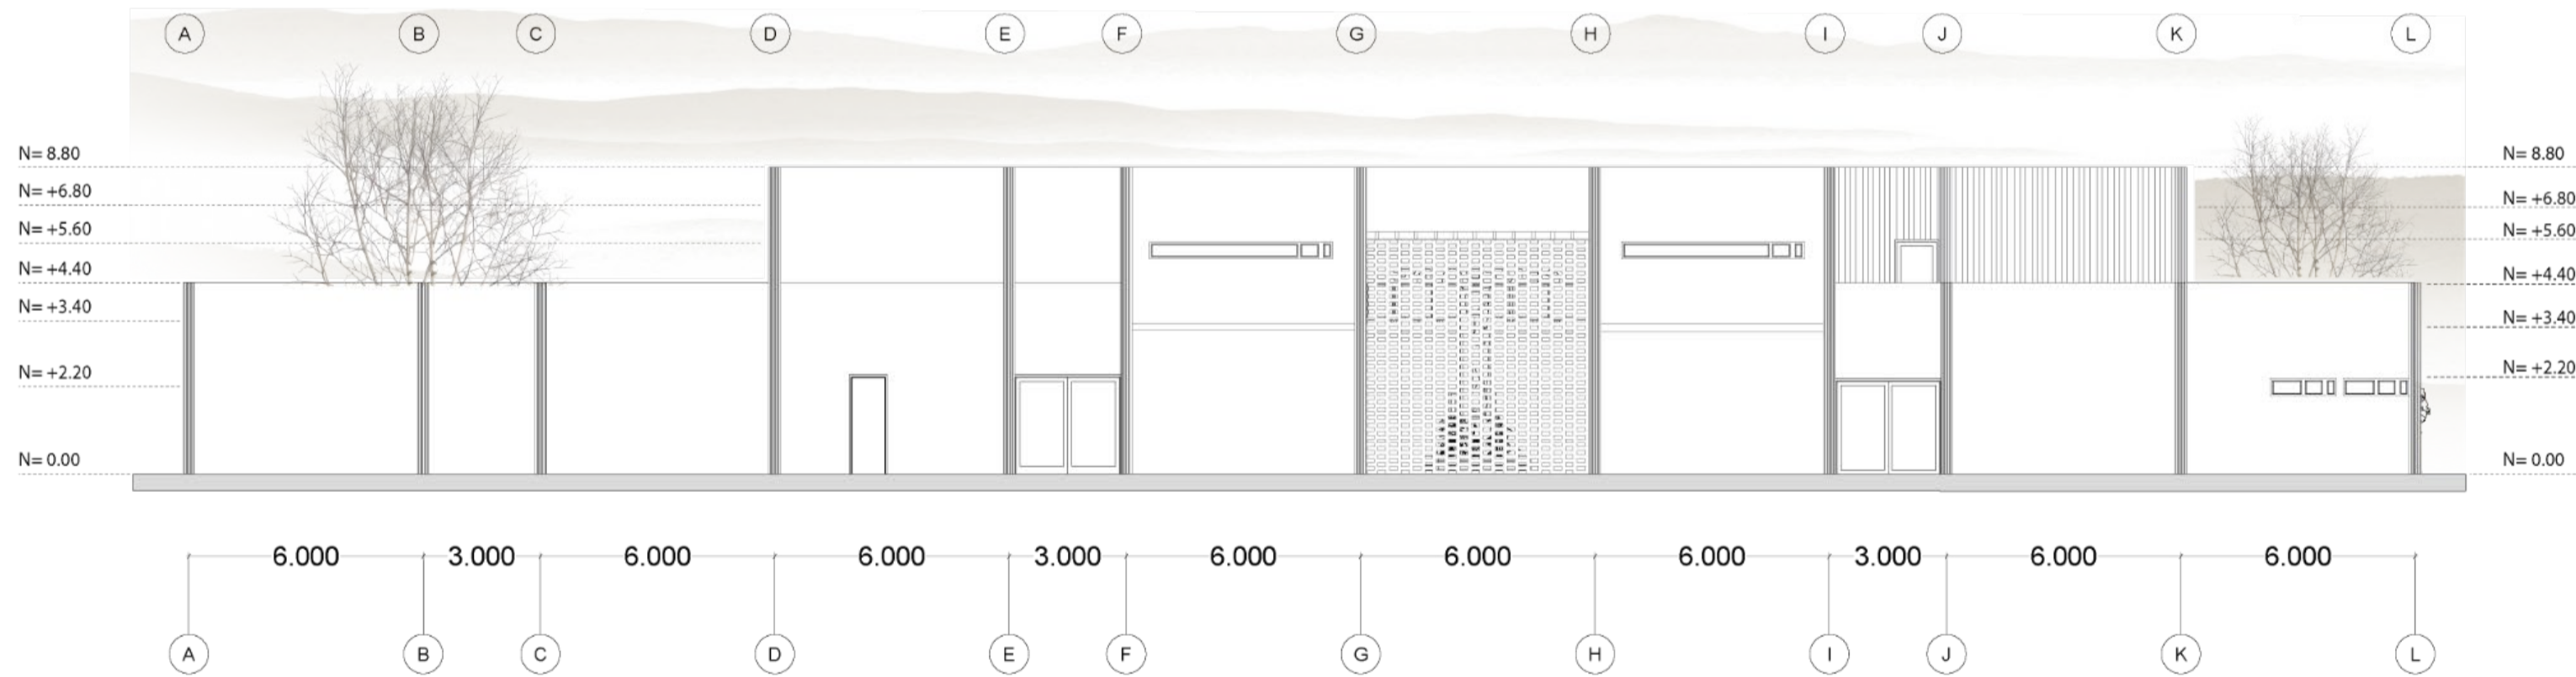 A B C D E F G H I J K L
N= 8.80 N= 8.80
N= +6.80 N= +6.80
N= +5.60 N= +5.60
N= +4.40 N= +4.40
N= +3.40 N= +3.40
N= +2.20 N= +2.20
N= 0.00 N= 0.00
6.000 3.000 6.000 6.000 3.000 6.000 6.000 6.000 3.000 6.000 6.000
A B C D E F G H I J K L